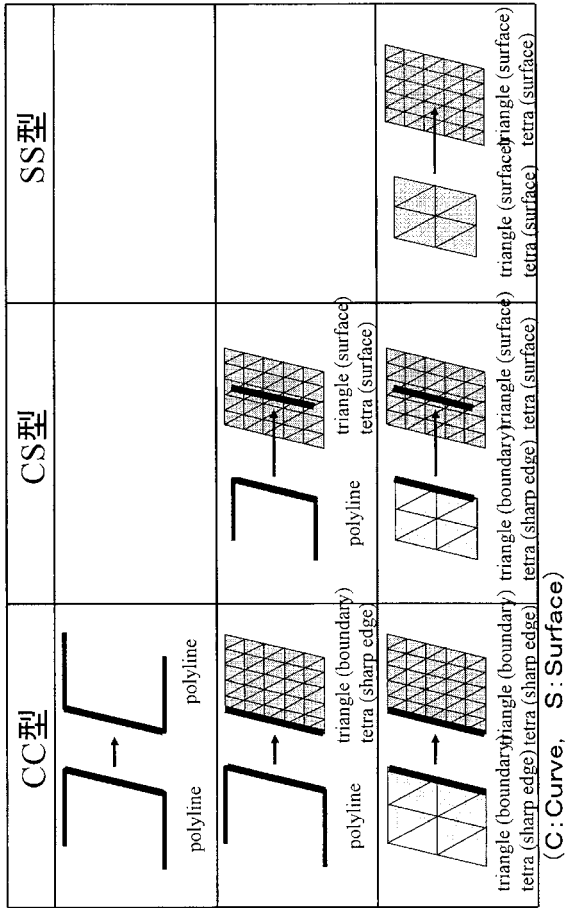 CC型
CS型
SS型
polyline
polyline
polyline
triangle (boundary)
tetra (sharp edge)
polyline
triangle (surface)
tetra (surface)
triangle (boundary)
triangle (boundary)
tetra (sharp edge)
tetra (sharp edge)
triangle (boundary)
triangle (surface)
tetra (sharp edge)
tetra (surface)
triangle (surface)
triangle (surface)
tetra (surface)
tetra (surface)
(C:Curve, S:Surface)